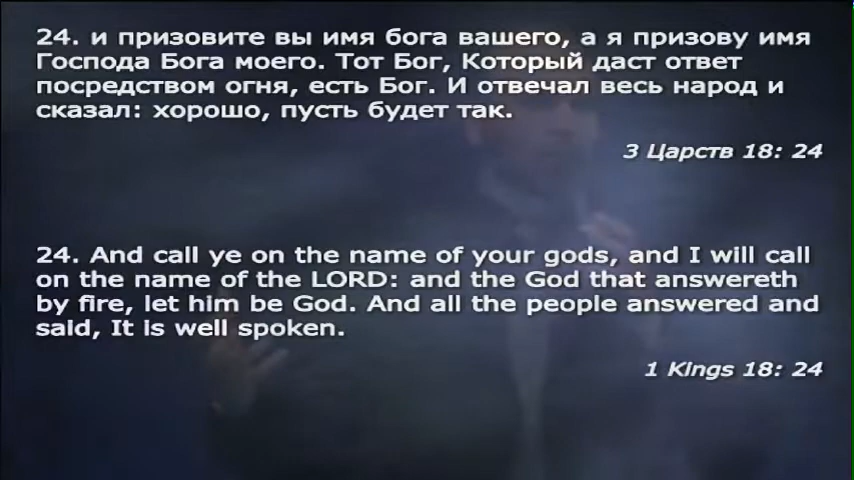 24. и призовите вы имя бога вашего, а я призову имя
Господа Бога моего. Тот Бог, Который даст ответ
посредством огня, есть Бог. И отвечал весь народ и
сказал: хорошо, пусть будет так.
3 Царств 18: 24
24. And call ye on the name of your gods, and I will call
on the name of the LORD: and the God that answereth
by fire, let him be God. And all the people answered and
said, It is well spoken.
1 Kings 18: 24